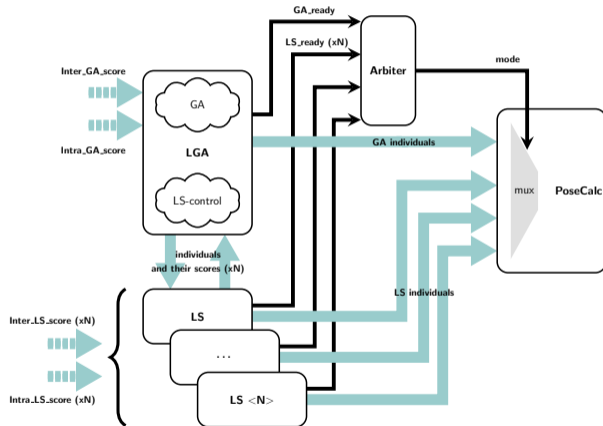 GA_ready
LS_ready (xN)
Arbiter
mode
Inter_GA_score
GA
LGA
Intra_GA_score
GA individuals
mux
PoseCalc
LS-control
individuals
and their scores (xN)
LS individuals
Inter_LS_score (xN)
LS
...
Intra_LS_score (xN)
LS <N>